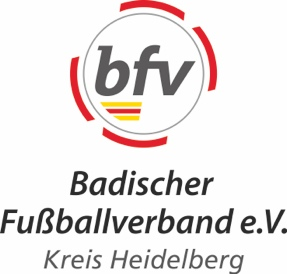 bfv
Badischer
Fußballverband e.V.
Kreis Heidelberg